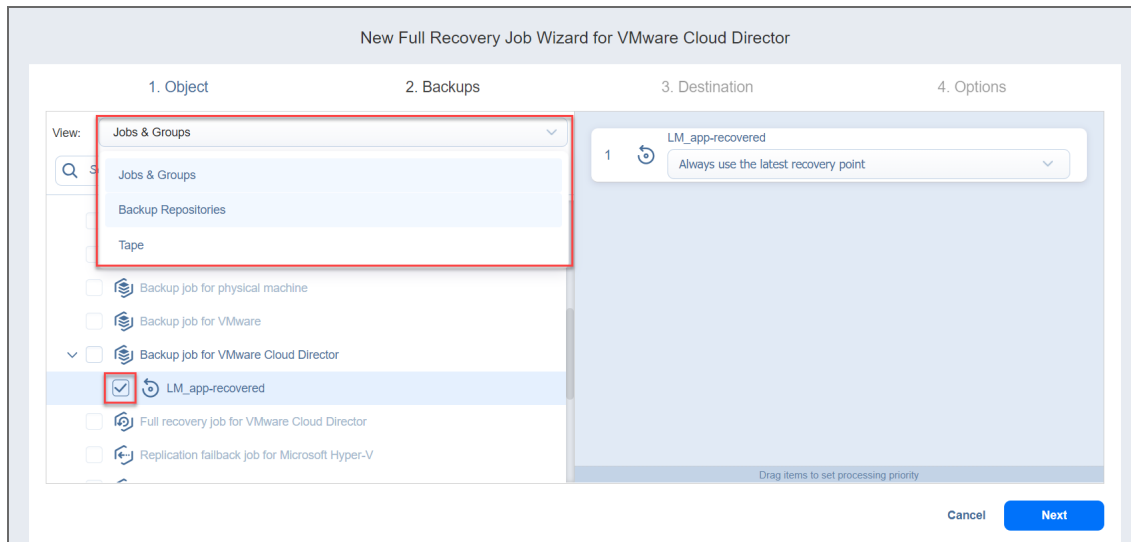 New Full Recovery Job Wizard for VMware Cloud Director
1. Object
2. Backups
3. Destination
4. Options
View:
Jobs & Groups
Jobs & Groups
Backup Repositories
Tape
Backup job for physical machine
Backup job for VMware
Backup job for VMware Cloud Director
LM_app-recovered
Full recovery job for VMware Cloud Director
Replication failback job for Microsoft Hyper-V
1
LM_app-recovered
Always use the latest recovery point
Drag items to set processing priority
Cancel
Next